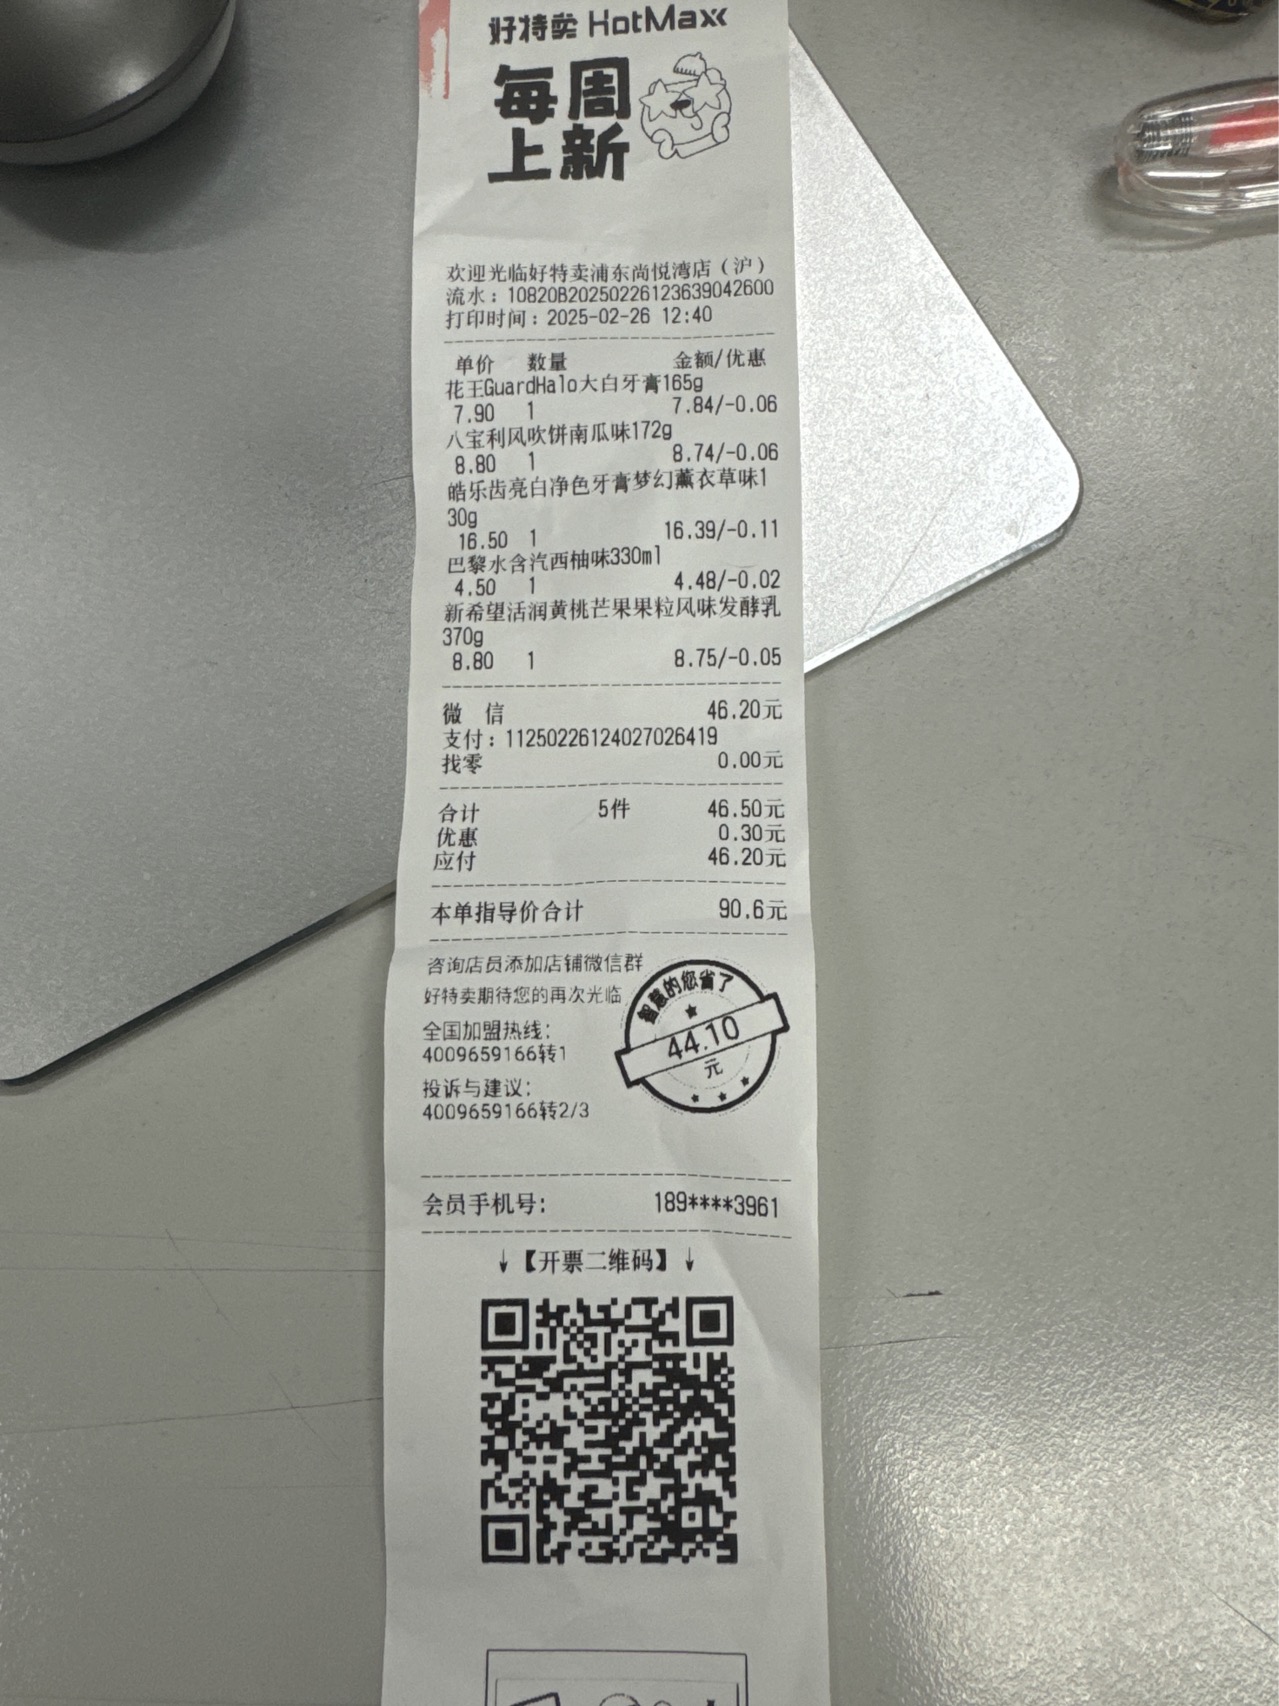 好特卖 HotMaxx
每周
上新
欢迎光临好特卖浦东尚悦湾店（沪）
流水：10820B20250226123639042600
打印时间：2025-02-26 12:40
单价 数量 金额/优惠
花王GuardHalo大白牙膏165g
7.90 1 7.84/-0.06
八宝利风吹饼南瓜味172g
8.80 1 8.74/-0.06
皓乐齿亮白净色牙膏梦幻薰衣草味1
30g
16.50 1 16.39/-0.11
巴黎水含汽西柚味330ml
4.50 1 4.48/-0.02
新希望活润黄桃芒果果粒风味发酵乳
370g
8.80 1 8.75/-0.05
微 信 46.20元
支付：11250226124027026419
找零 0.00元
合计 5件 46.50元
优惠 0.30元
应付 46.20元
本单指导价合计 90.6元
咨询店员添加店铺微信群
好特卖期待您的再次光临
全国加盟热线：
4009659166转1
投诉与建议：
4009659166转2/3
智慧的您省了
44.10
元
会员手机号： 189****3961
↓【开票二维码】↓